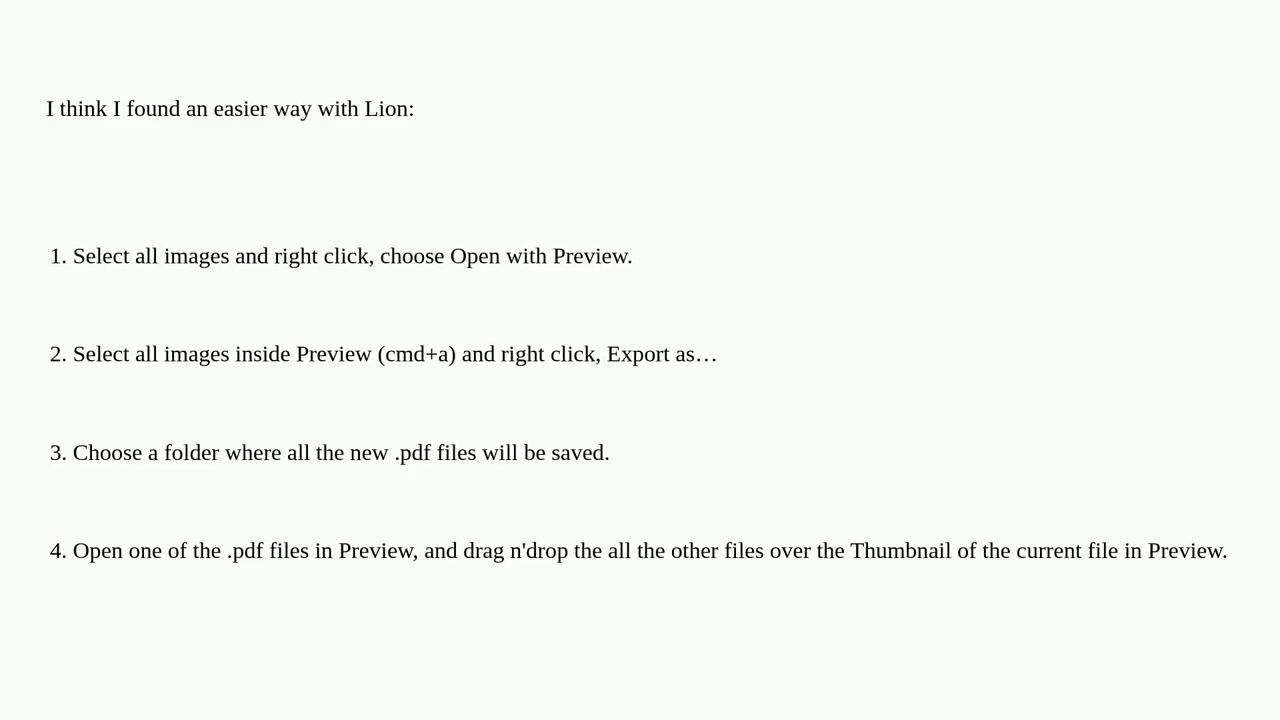 I think I found an easier way with Lion:
1. Select all images and right click, choose Open with Preview.
2. Select all images inside Preview (cmd+a) and right click, Export as…
3. Choose a folder where all the new .pdf files will be saved.
4. Open one of the .pdf files in Preview, and drag n'drop the all the other files over the Thumbnail of the current file in Preview.